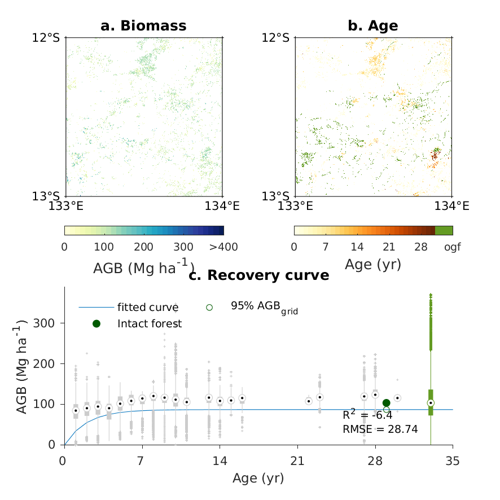 a. Biomass
b. Age
12°S
12°S
13°S
13°S
133°E
134°E
133°E
134°E
0 100 200 300 >400
0 7 14 21 28 ogf
AGB (Mg ha⁻¹)
Age (yr)
c. Recovery curve
fitted curve
95% AGB_grid
Intact forest
300
200
100
0
AGB (Mg ha⁻¹)
R² = -6.4
RMSE = 28.74
0 7 14 21 28 35
Age (yr)